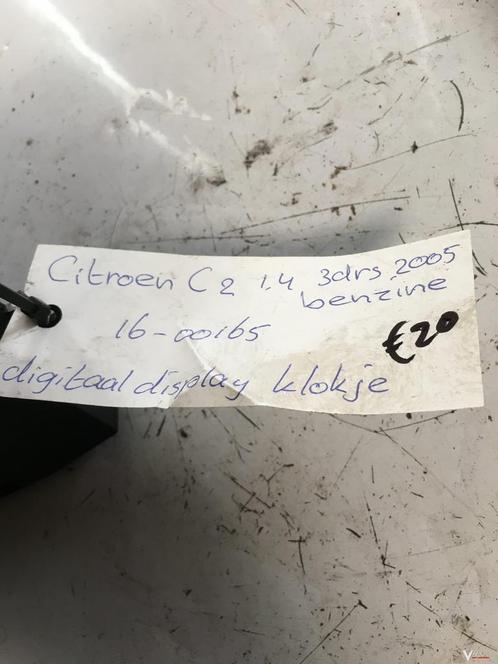 Citroen C2 1.4 3drs 2005
benzine
16-00165
€20
digitaal display klokje